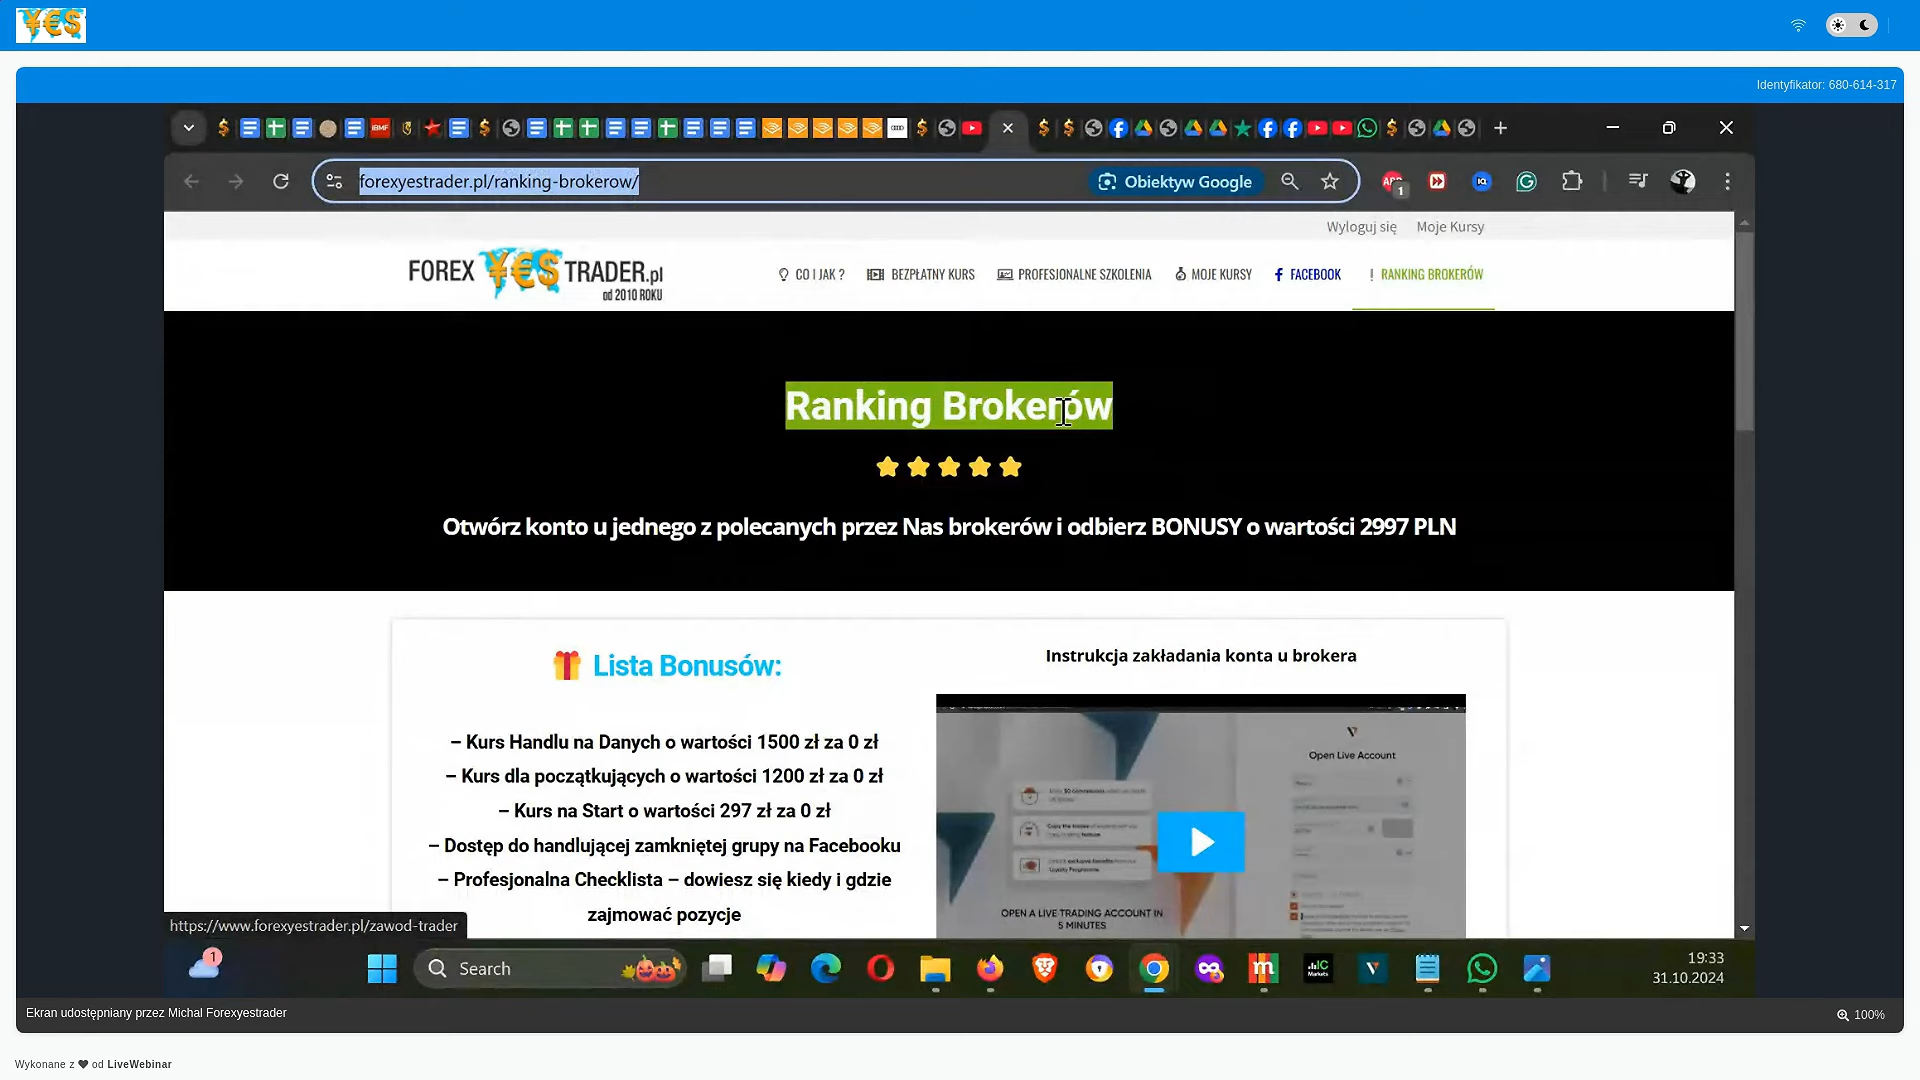 ¥€$
Identyfikator: 680-614-317
forexyestrader.pl/ranking-brokerow/
Obiektyw Google
1
Wyloguj się Moje Kursy
FOREX ¥€$ TRADER.pl
od 2010 ROKU
CO I JAK ? BEZPŁATNY KURS PROFESJONALNE SZKOLENIA MOJE KURSY FACEBOOK RANKING BROKERÓW
Ranking Brokerów
Otwórz konto u jednego z polecanych przez Nas brokerów i odbierz BONUSY o wartości 2997 PLN
Lista Bonusów:
– Kurs Handlu na Danych o wartości 1500 zł za 0 zł
– Kurs dla początkujących o wartości 1200 zł za 0 zł
– Kurs na Start o wartości 297 zł za 0 zł
– Dostęp do handlującej zamkniętej grupy na Facebooku
– Profesjonalna Checklista – dowiesz się kiedy i gdzie
zajmować pozycje
Instrukcja zakładania konta u brokera
Open Live Account
OPEN A LIVE TRADING ACCOUNT IN
5 MINUTES
https://www.forexyestrader.pl/zawod-trader
1
Search
19:33
31.10.2024
Ekran udostępniany przez Michal Forexyestrader
100%
Wykonane z ❤ od LiveWebinar